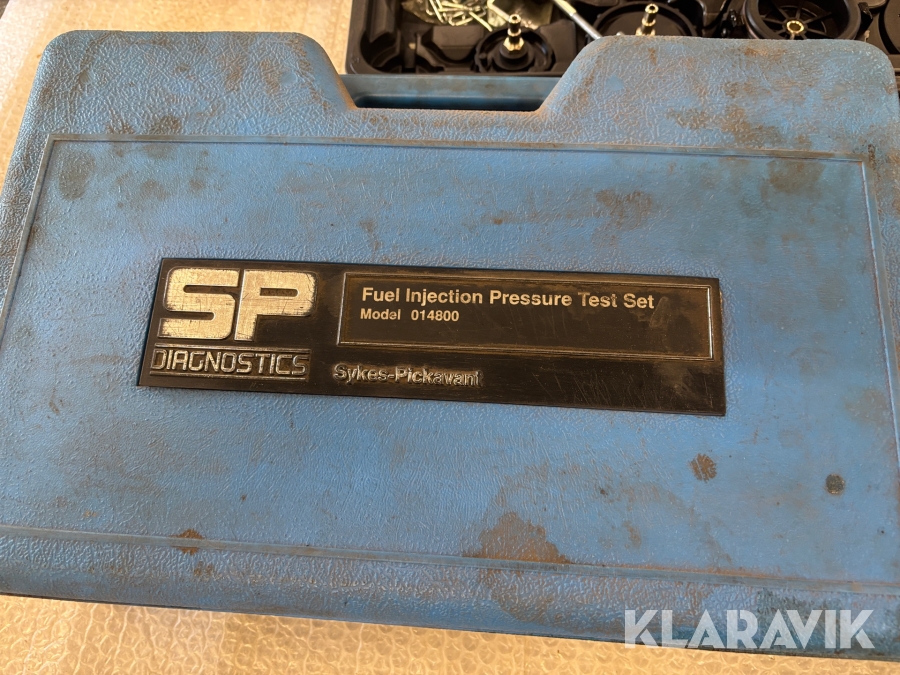 SP
DIAGNOSTICS
Fuel Injection Pressure Test Set
Model 014800
Sykes-Pickavant
KLARAVIK